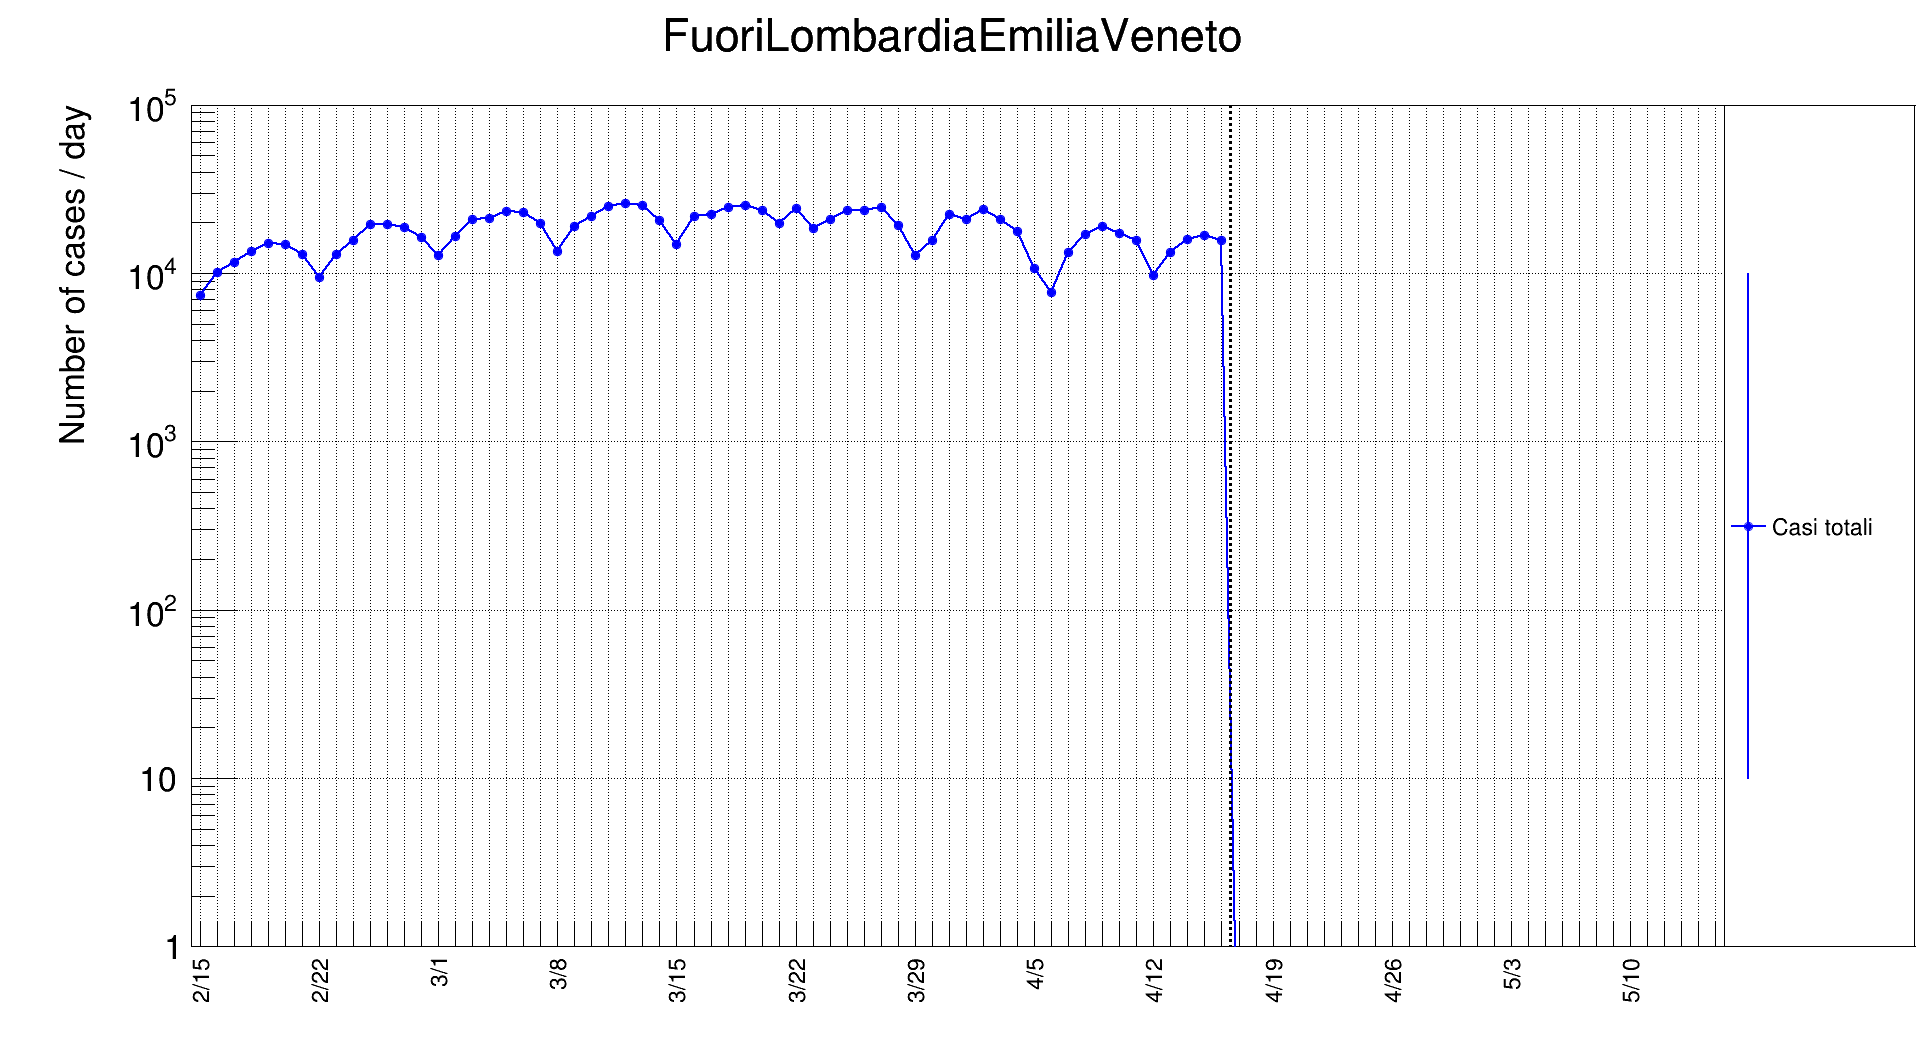 FuoriLombardiaEmiliaVeneto
Number of cases / day
10^5
10^4
10^3
10^2
10
1
2/15 2/22 3/1 3/8 3/15 3/22 3/29 4/5 4/12 4/19 4/26 5/3 5/10
Casi totali